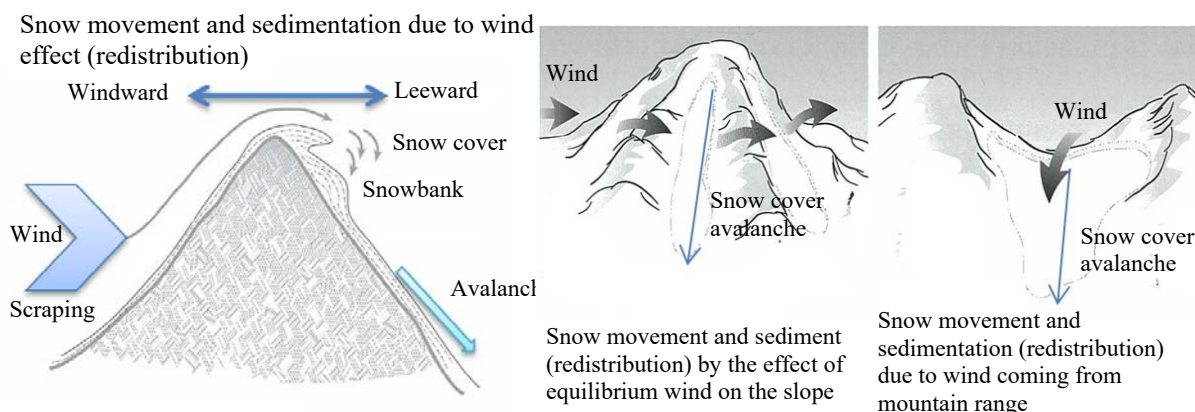 Snow movement and sedimentation due to wind
effect (redistribution)
Windward
Leeward
Snow cover
Snowbank
Wind
Scraping
Avalanch
Wind
Snow cover
avalanche
Snow movement and sediment
(redistribution) by the effect of
equilibrium wind on the slope
Wind
Snow cover
avalanche
Snow movement and
sedimentation (redistribution)
due to wind coming from
mountain range